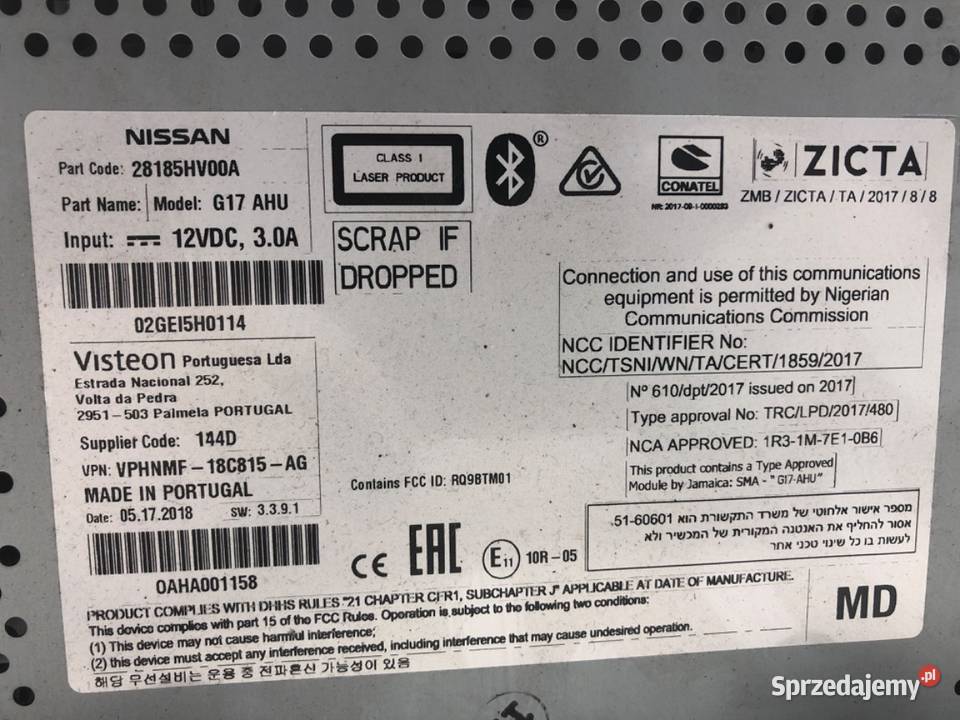 NISSAN
Part Code: 28185HV00A
Part Name: Model: G17 AHU
Input: 12VDC, 3.0A
02GEI5H0114
Visteon Portuguesa Lda
Estrada Nacional 252,
Volta da Pedra
2951-503 Palmela PORTUGAL
Supplier Code: 144D
VPN: VPHNMF-18C815-AG
MADE IN PORTUGAL
Date: 05.17.2018 SW: 3.3.9.1
0AHA001158
CLASS 1
LASER PRODUCT
®
SCRAP IF
DROPPED
CONATEL
NR: 2017-09-I-0000283
ZICTA
ZMB / ZICTA / TA / 2017 / 8 / 8
Connection and use of this communications
equipment is permitted by Nigerian
Communications Commission
NCC IDENTIFIER No:
NCC/TSNI/WN/TA/CERT/1859/2017
Nº 610/dpt/2017 issued on 2017
Type approval No: TRC/LPD/2017/480
NCA APPROVED: 1R3-1M-7E1-0B6
This product contains a Type Approved
Module by Jamaica: SMA - "G17-AHU"
Contains FCC ID: RQ9BTM01
מספר אישור אלחוטי של משרד התקשורת הוא 51-60601
אסור להחליף את האנטנה המקורית של המכשיר ולא
לעשות בו כל שינוי טכני אחר
CE EAC E11 10R-05
PRODUCT COMPLIES WITH DHHS RULES "21 CHAPTER CFR1, SUBCHAPTER J" APPLICABLE AT DATE OF MANUFACTURE.
This device complies with part 15 of the FCC Rules. Operation is subject to the following two conditions:
(1) This device may not cause harmful interference;
(2) this device must accept any interference received, including interference that may cause undesired operation.
해당 무선설비는 운용 중 전파혼신 가능성이 있음
MD
Sprzedajemy.pl